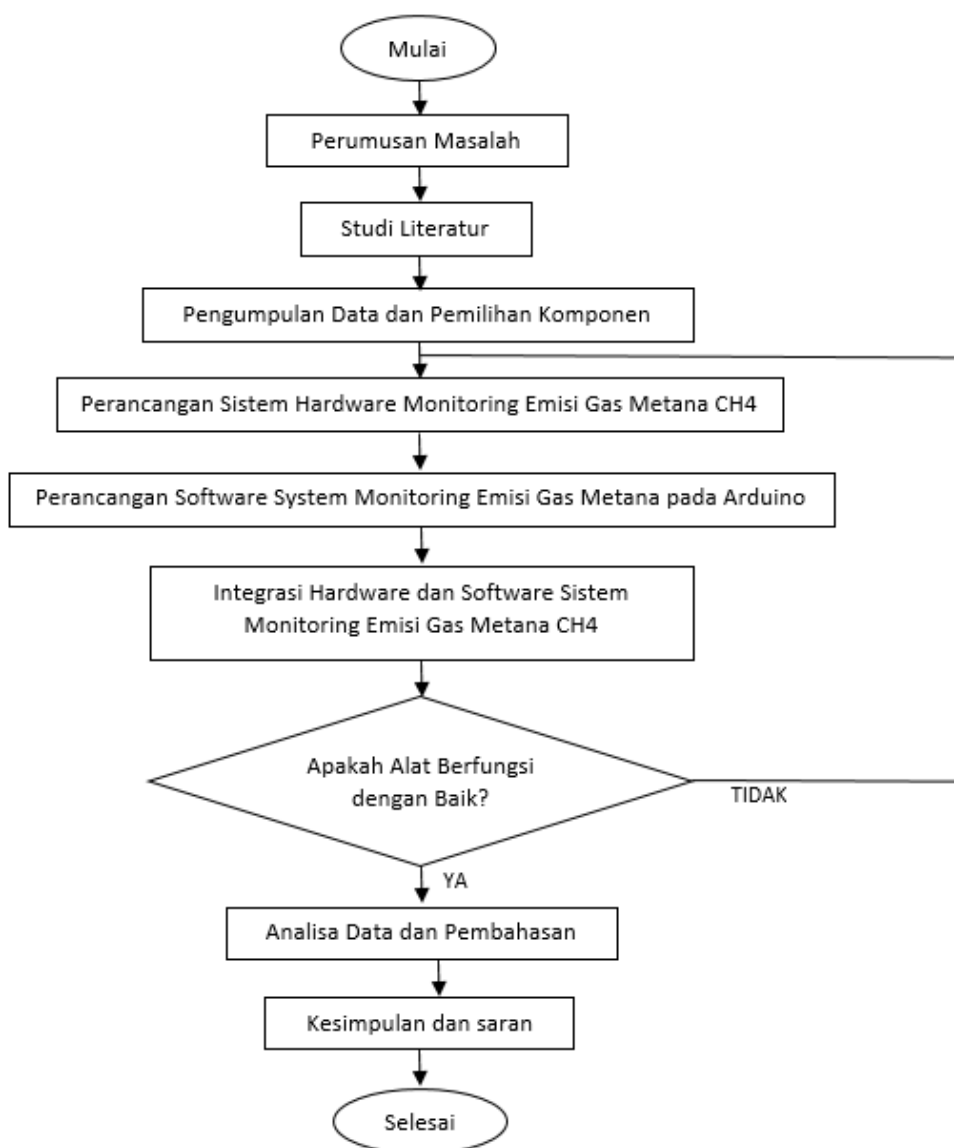 Mulai
Perumusan Masalah
Studi Literatur
Pengumpulan Data dan Pemilihan Komponen
Perancangan Sistem Hardware Monitoring Emisi Gas Metana CH4
Perancangan Software System Monitoring Emisi Gas Metana pada Arduino
Integrasi Hardware dan Software Sistem
Monitoring Emisi Gas Metana CH4
Apakah Alat Berfungsi
dengan Baik?
TIDAK
YA
Analisa Data dan Pembahasan
Kesimpulan dan saran
Selesai